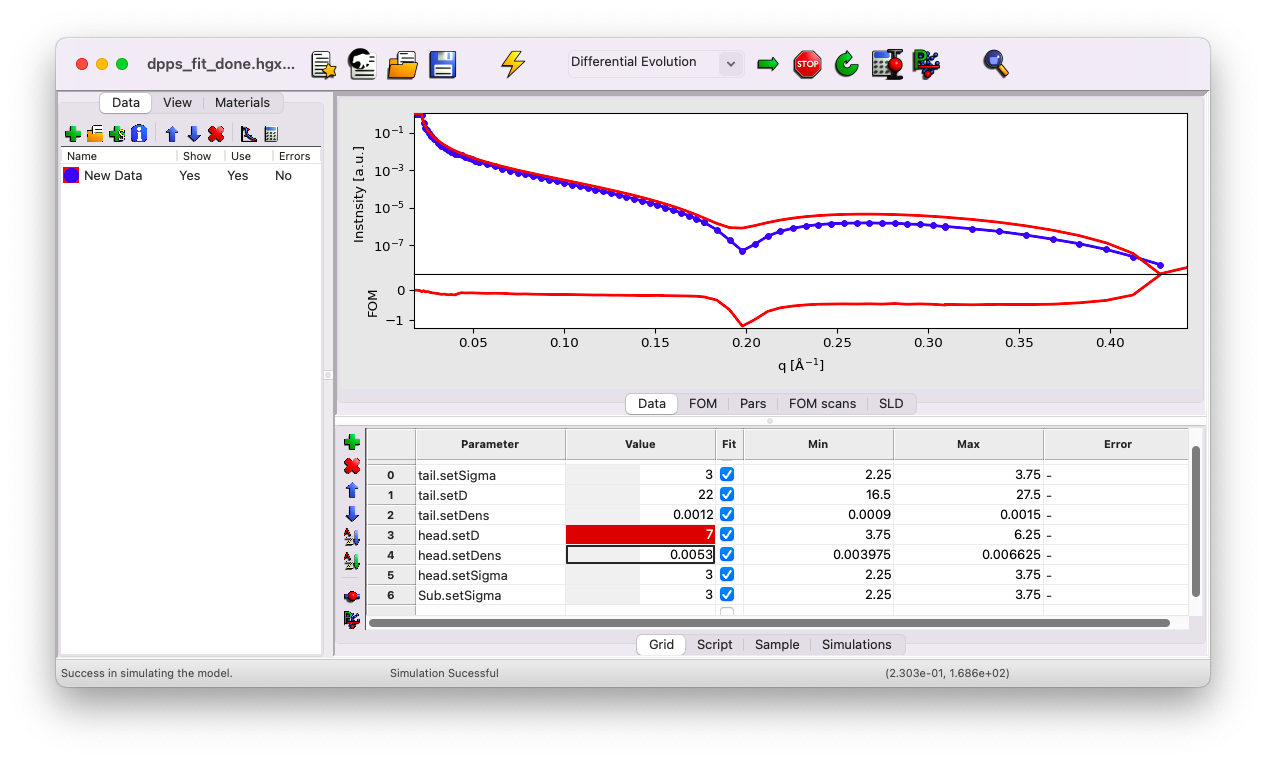 dpps_fit_done.hgx...
Differential Evolution
STOP
Data View Materials
Name Show Use Errors
New Data Yes Yes No
Instnsity [a.u.]
10−1
10−3
10−5
10−7
FOM
0
−1
0.05 0.10 0.15 0.20 0.25 0.30 0.35 0.40
q [Å−1]
Data FOM Pars FOM scans SLD
Parameter Value Fit Min Max Error
0 tail.setSigma 3 2.25 3.75 -
1 tail.setD 22 16.5 27.5 -
2 tail.setDens 0.0012 0.0009 0.0015 -
3 head.setD 7 3.75 6.25 -
4 head.setDens 0.0053 0.003975 0.006625 -
5 head.setSigma 3 2.25 3.75 -
6 Sub.setSigma 3 2.25 3.75 -
Grid Script Sample Simulations
Success in simulating the model. Simulation Sucessful (2.303e-01, 1.686e+02)